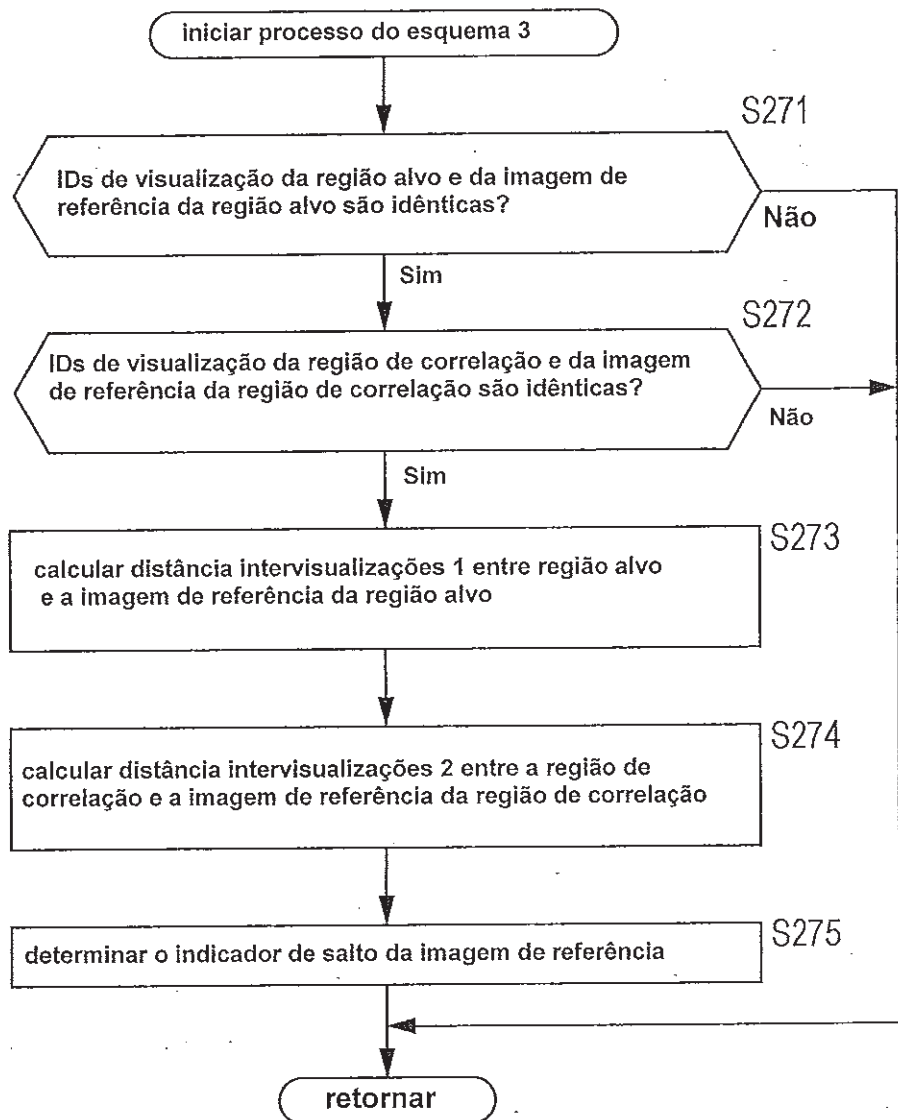 iniciar processo do esquema 3
S271
IDs de visualização da região alvo e da imagem de
referência da região alvo são idênticas?
Não
Sim
S272
IDs de visualização da região de correlação e da imagem
de referência da região de correlação são idênticas?
Não
Sim
S273
calcular distância intervisualizações 1 entre região alvo
e a imagem de referência da região alvo
S274
calcular distância intervisualizações 2 entre a região de
correlação e a imagem de referência da região de correlação
S275
determinar o indicador de salto da imagem de referência
retornar